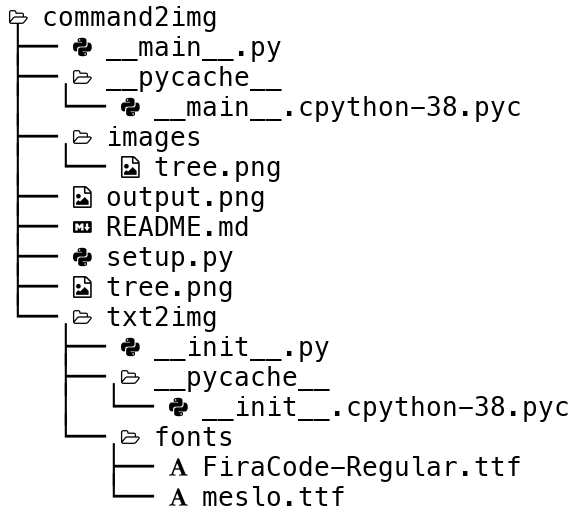 command2img
__main__.py
__pycache__
__main__.cpython-38.pyc
images
tree.png
output.png
README.md
setup.py
tree.png
txt2img
__init__.py
__pycache__
__init__.cpython-38.pyc
fonts
FiraCode-Regular.ttf
meslo.ttf